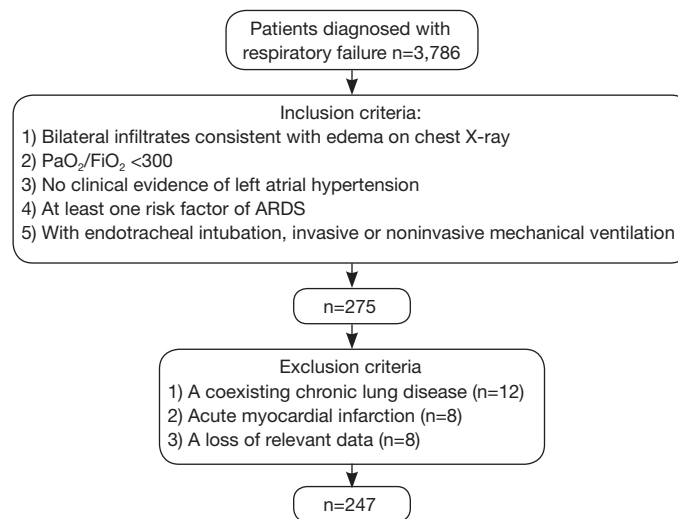 Patients diagnosed with
respiratory failure n=3,786
Inclusion criteria:
1) Bilateral infiltrates consistent with edema on chest X-ray
2) PaO₂/FiO₂ <300
3) No clinical evidence of left atrial hypertension
4) At least one risk factor of ARDS
5) With endotracheal intubation, invasive or noninvasive mechanical ventilation
n=275
Exclusion criteria
1) A coexisting chronic lung disease (n=12)
2) Acute myocardial infarction (n=8)
3) A loss of relevant data (n=8)
n=247